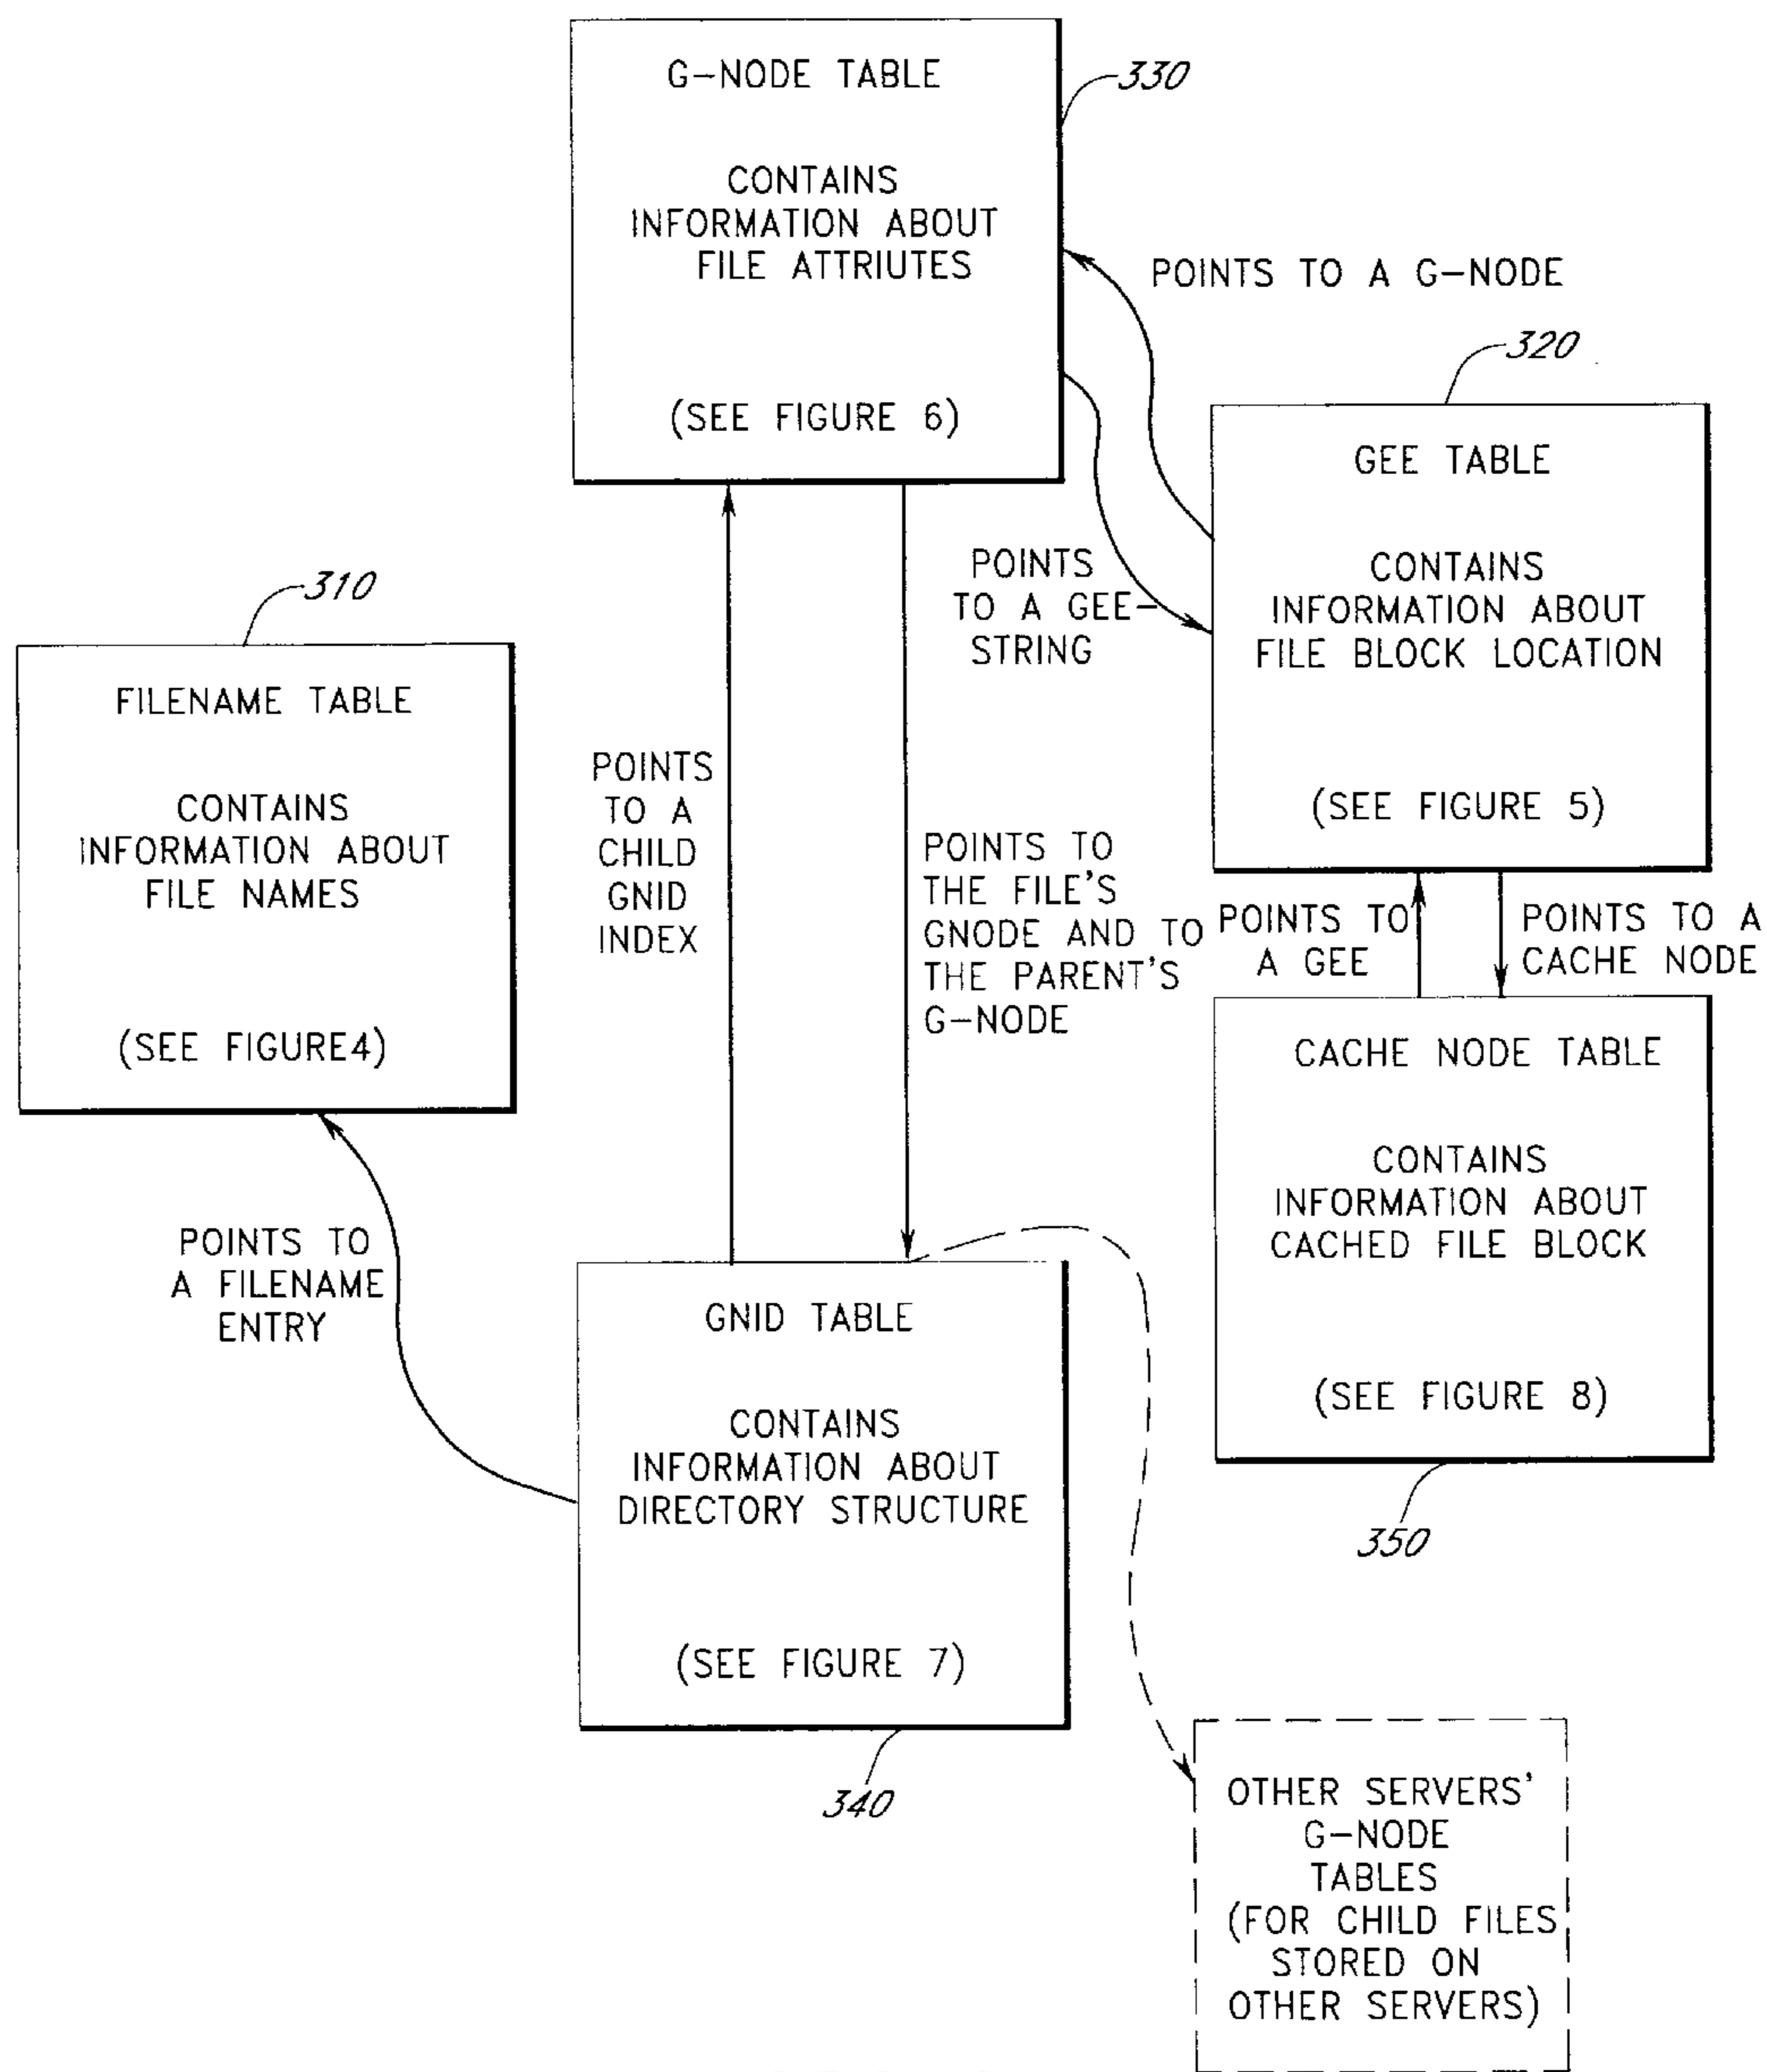 G-NODE TABLE
CONTAINS
INFORMATION ABOUT
FILE ATTRIUTES
(SEE FIGURE 6)
330
POINTS TO A G-NODE
320
GEE TABLE
CONTAINS
INFORMATION ABOUT
FILE BLOCK LOCATION
(SEE FIGURE 5)
POINTS
TO A GEE-
STRING
310
FILENAME TABLE
CONTAINS
INFORMATION ABOUT
FILE NAMES
(SEE FIGURE4)
POINTS
TO A
CHILD
GNID
INDEX
POINTS TO
THE FILE'S
GNODE AND TO
THE PARENT'S
G-NODE
POINTS TO
A GEE
POINTS TO A
CACHE NODE
CACHE NODE TABLE
CONTAINS
INFORMATION ABOUT
CACHED FILE BLOCK
(SEE FIGURE 8)
350
POINTS TO
A FILENAME
ENTRY
GNID TABLE
CONTAINS
INFORMATION ABOUT
DIRECTORY STRUCTURE
(SEE FIGURE 7)
340
OTHER SERVERS'
G-NODE
TABLES
(FOR CHILD FILES
STORED ON
OTHER SERVERS)